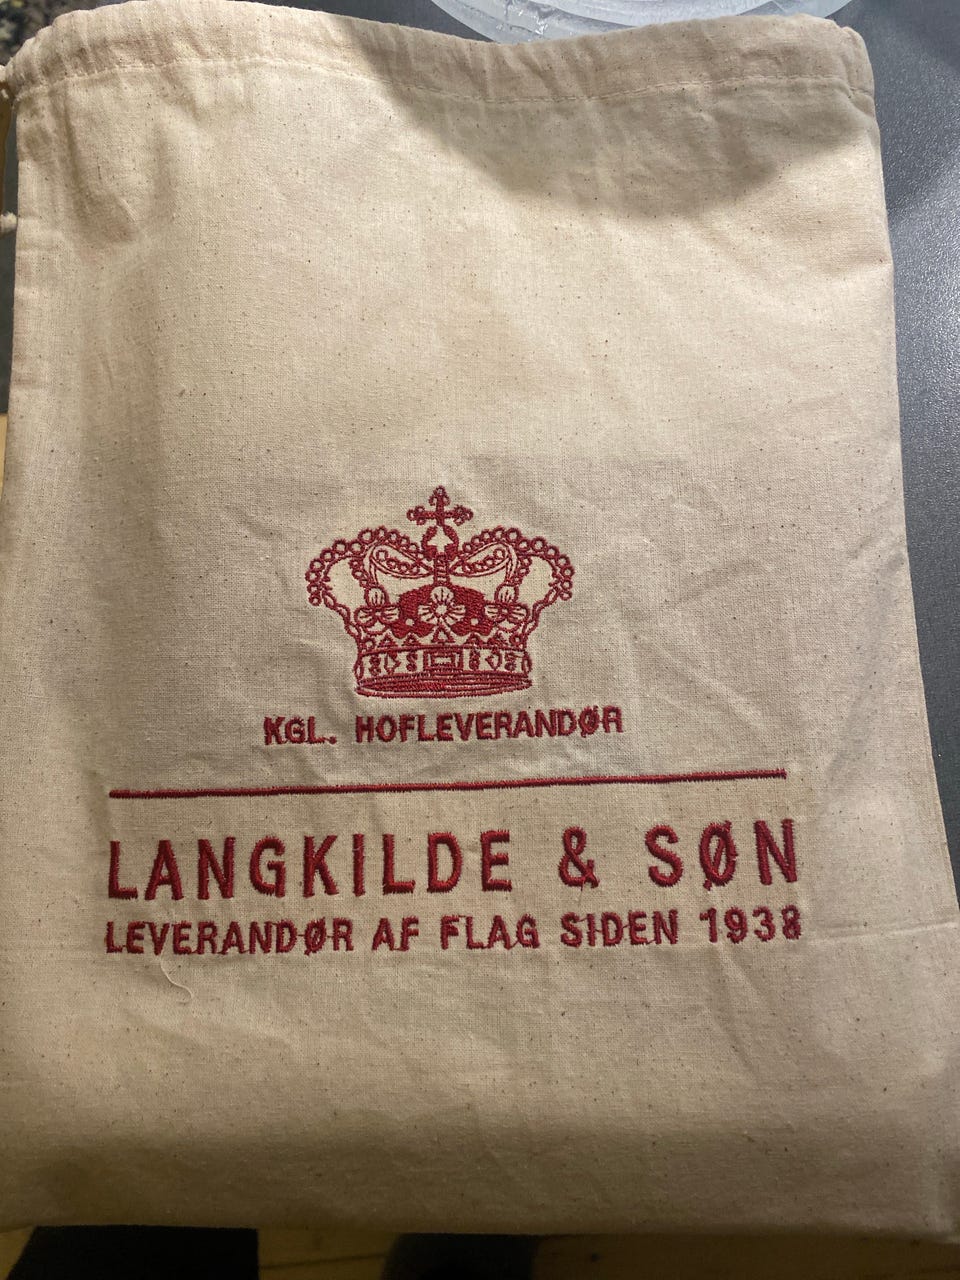 KGL. HOFLEVERANDØR
LANGKILDE & SØN
LEVERANDØR AF FLAG SIDEN 1938